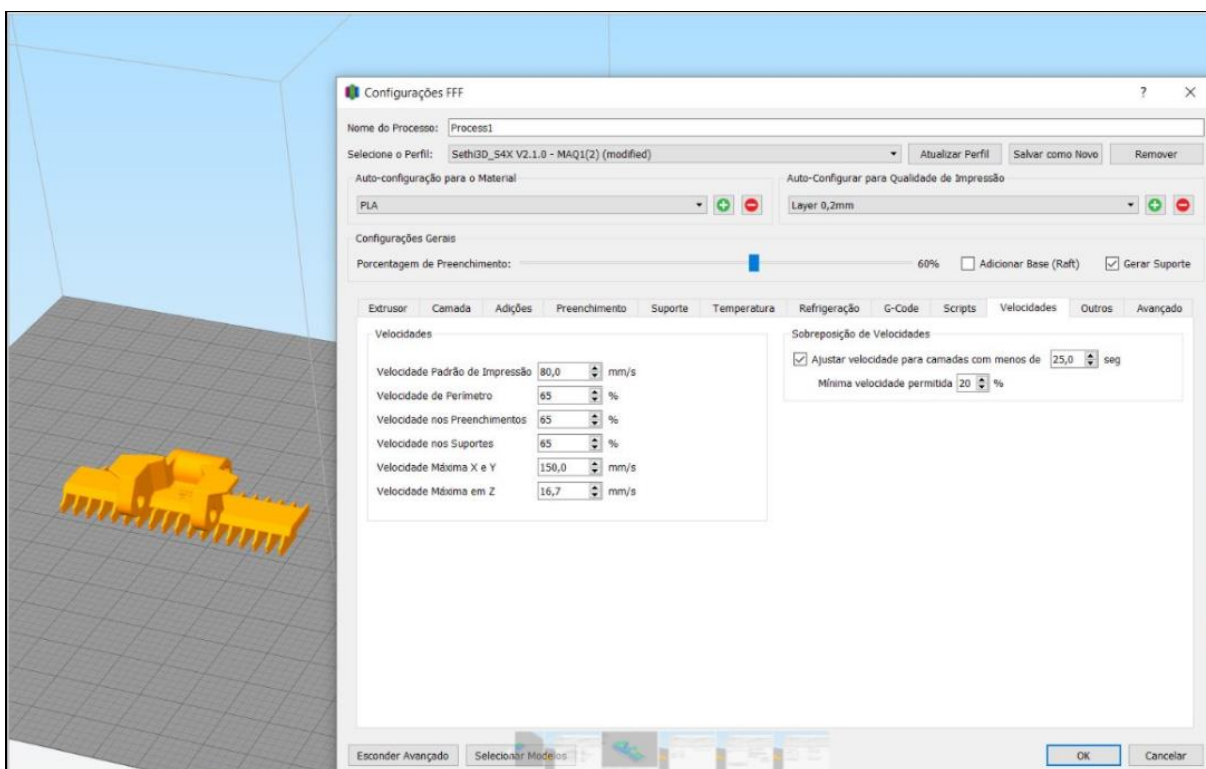 Configurações FFF ? X
Nome do Processo: Process1
Selecione o Perfil: Sethi3D_S4X V2.1.0 - MAQ1(2) (modified) Atualizar Perfil Salvar como Novo Remover
Auto-configuração para o Material Auto-Configurar para Qualidade de Impressão
PLA Layer 0,2mm
Configurações Gerais
Porcentagem de Preenchimento: 60% Adicionar Base (Raft) Gerar Suporte
Extrusor Camada Adições Preenchimento Suporte Temperatura Refrigeração G-Code Scripts Velocidades Outros Avançado
Velocidades Sobreposição de Velocidades
Ajustar velocidade para camadas com menos de 25,0 seg
Velocidade Padrão de Impressão 80,0 mm/s
Mínima velocidade permitida 20 %
Velocidade de Perímetro 65 %
Velocidade nos Preenchimentos 65 %
Velocidade nos Suportes 65 %
Velocidade Máxima X e Y 150,0 mm/s
Velocidade Máxima em Z 16,7 mm/s
Esconder Avançado Selecionar Modelos OK Cancelar